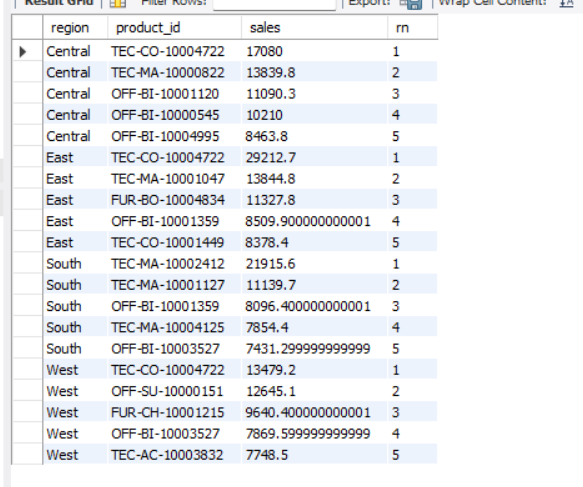 Result Grid | Filter Rows: | Export: | Wrap Cell Content: IA
region product_id sales rn
Central TEC-CO-10004722 17080 1
Central TEC-MA-10000822 13839.8 2
Central OFF-BI-10001120 11090.3 3
Central OFF-BI-10000545 10210 4
Central OFF-BI-10004995 8463.8 5
East TEC-CO-10004722 29212.7 1
East TEC-MA-10001047 13844.8 2
East FUR-BO-10004834 11327.8 3
East OFF-BI-10001359 8509.900000000001 4
East TEC-CO-10001449 8378.4 5
South TEC-MA-10002412 21915.6 1
South TEC-MA-10001127 11139.7 2
South OFF-BI-10001359 8096.400000000001 3
South TEC-MA-10004125 7854.4 4
South OFF-BI-10003527 7431.299999999999 5
West TEC-CO-10004722 13479.2 1
West OFF-SU-10000151 12645.1 2
West FUR-CH-10001215 9640.400000000001 3
West OFF-BI-10003527 7869.599999999999 4
West TEC-AC-10003832 7748.5 5